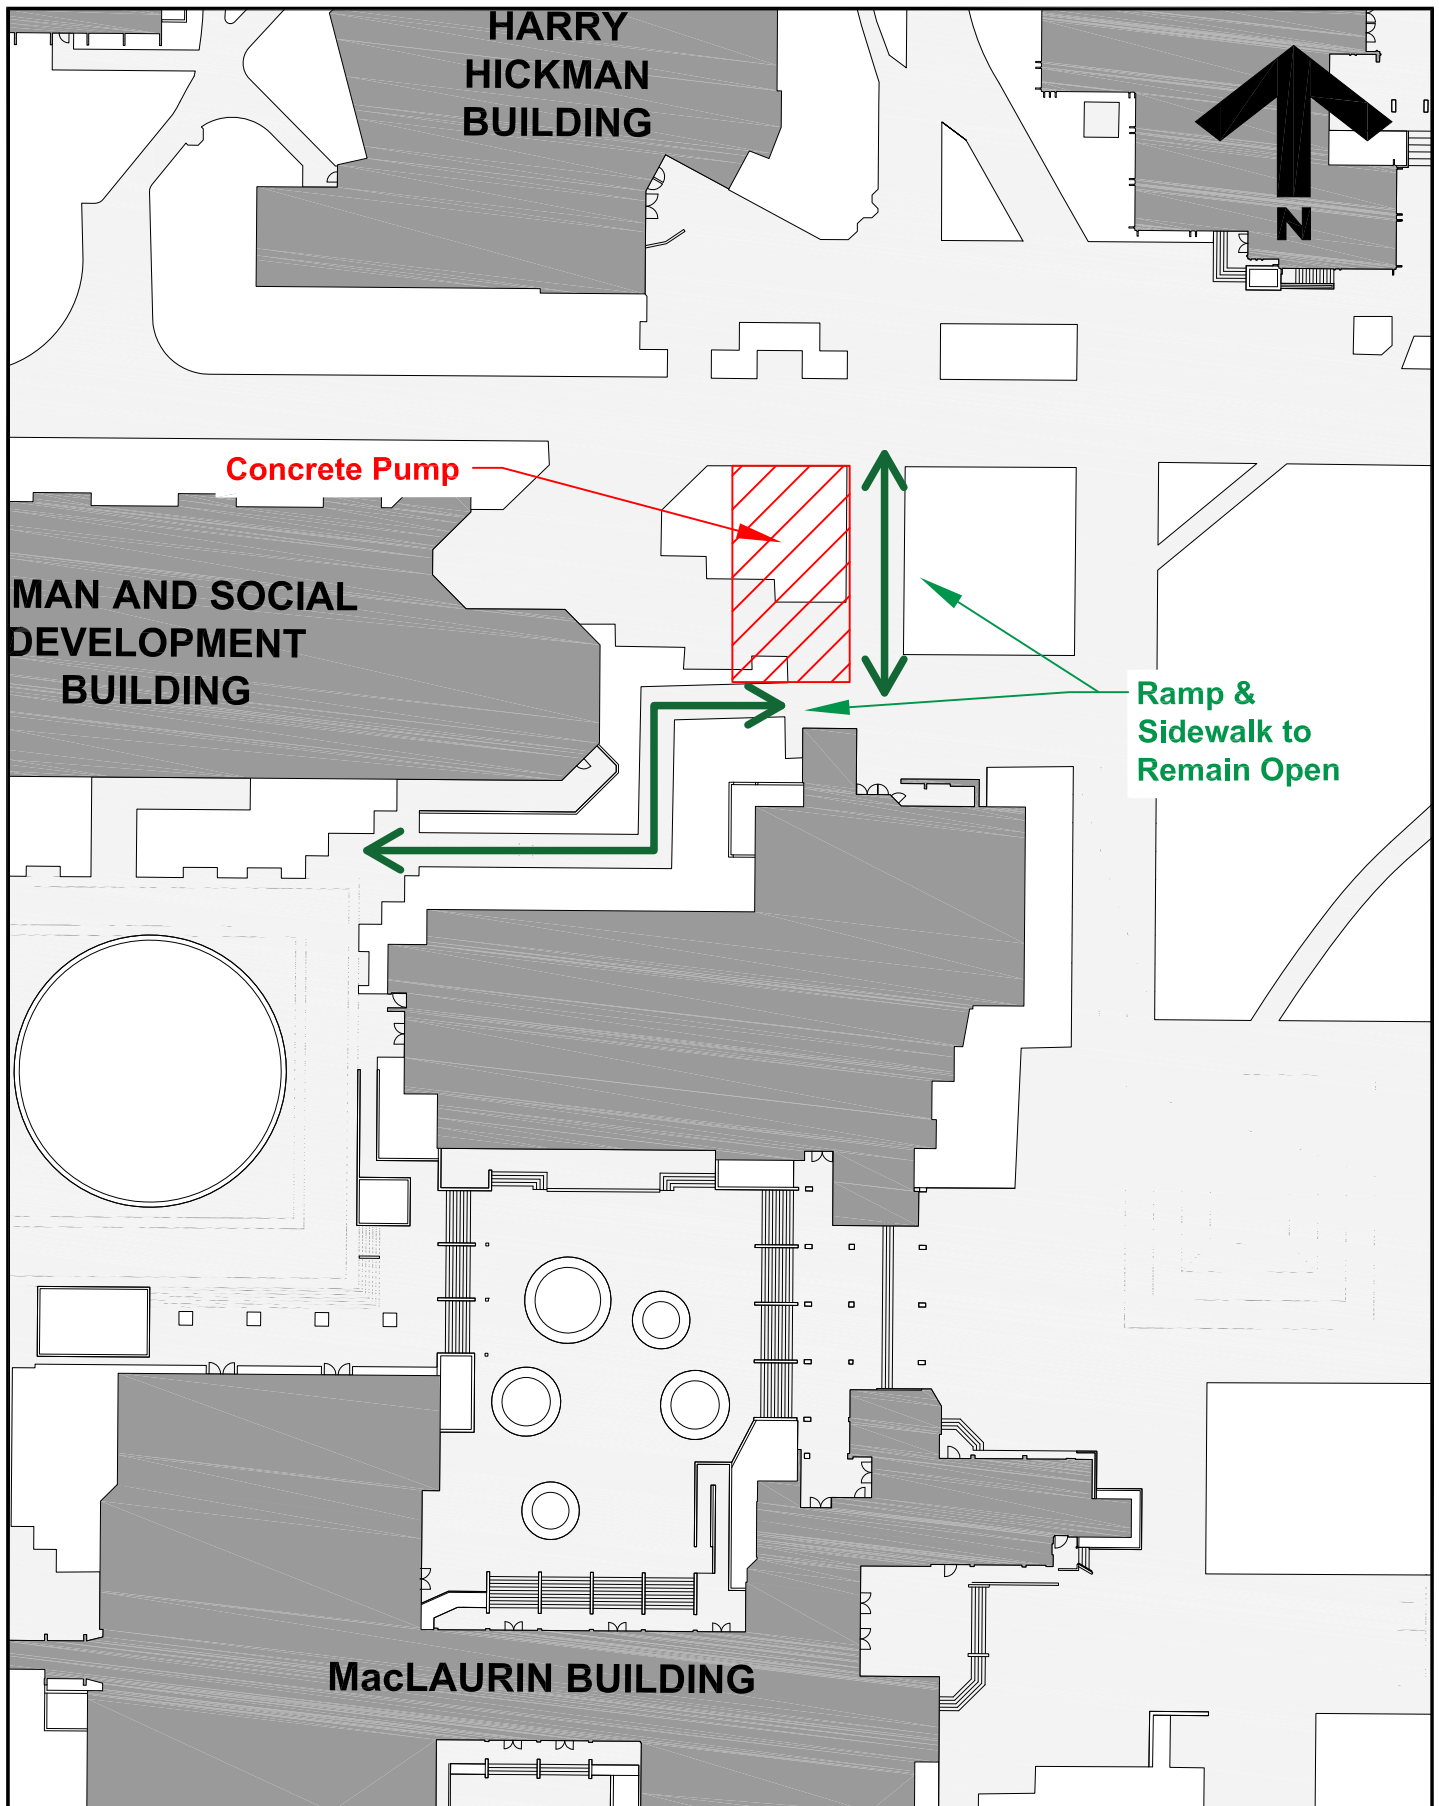 HARRY
HICKMAN
BUILDING
N
Concrete Pump
MAN AND SOCIAL
DEVELOPMENT
BUILDING
Ramp &
Sidewalk to
Remain Open
MacLAURIN BUILDING